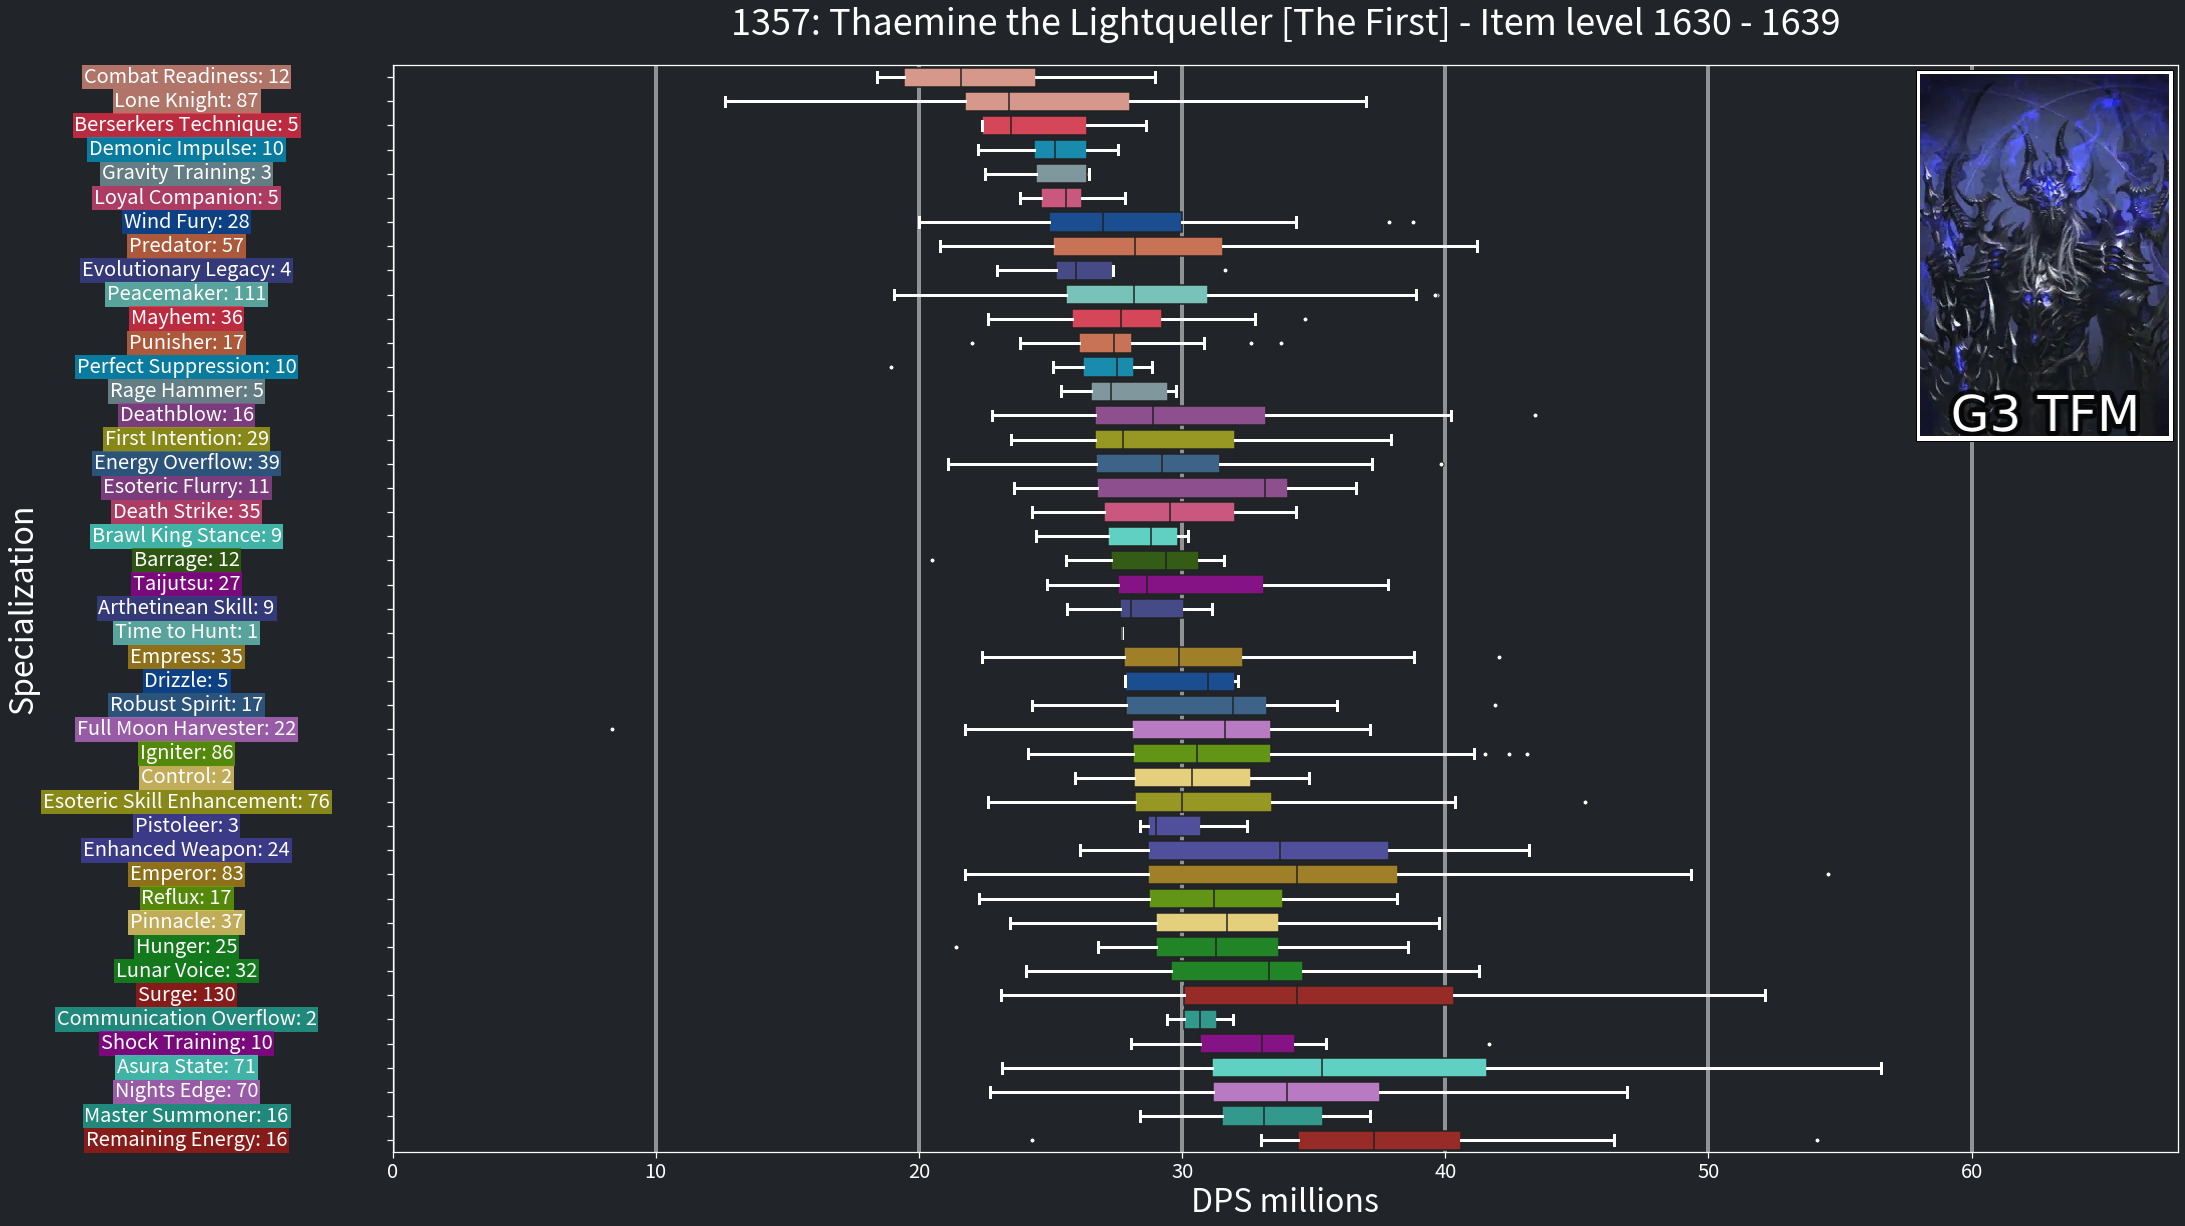 1357: Thaemine the Lightqueller [The First] - Item level 1630 - 1639
Combat Readiness: 12
Lone Knight: 87
Berserkers Technique: 5
Demonic Impulse: 10
Gravity Training: 3
Loyal Companion: 5
Wind Fury: 28
Predator: 57
Evolutionary Legacy: 4
Peacemaker: 111
Mayhem: 36
Punisher: 17
Perfect Suppression: 10
Rage Hammer: 5
Deathblow: 16
First Intention: 29
Energy Overflow: 39
Esoteric Flurry: 11
Death Strike: 35
Brawl King Stance: 9
Barrage: 12
Taijutsu: 27
Arthetinean Skill: 9
Time to Hunt: 1
Empress: 35
Drizzle: 5
Robust Spirit: 17
Full Moon Harvester: 22
Igniter: 86
Control: 2
Esoteric Skill Enhancement: 76
Pistoleer: 3
Enhanced Weapon: 24
Emperor: 83
Reflux: 17
Pinnacle: 37
Hunger: 25
Lunar Voice: 32
Surge: 130
Communication Overflow: 2
Shock Training: 10
Asura State: 71
Nights Edge: 70
Master Summoner: 16
Remaining Energy: 16
Specialization
G3 TFM
0 10 20 30 40 50 60
DPS millions